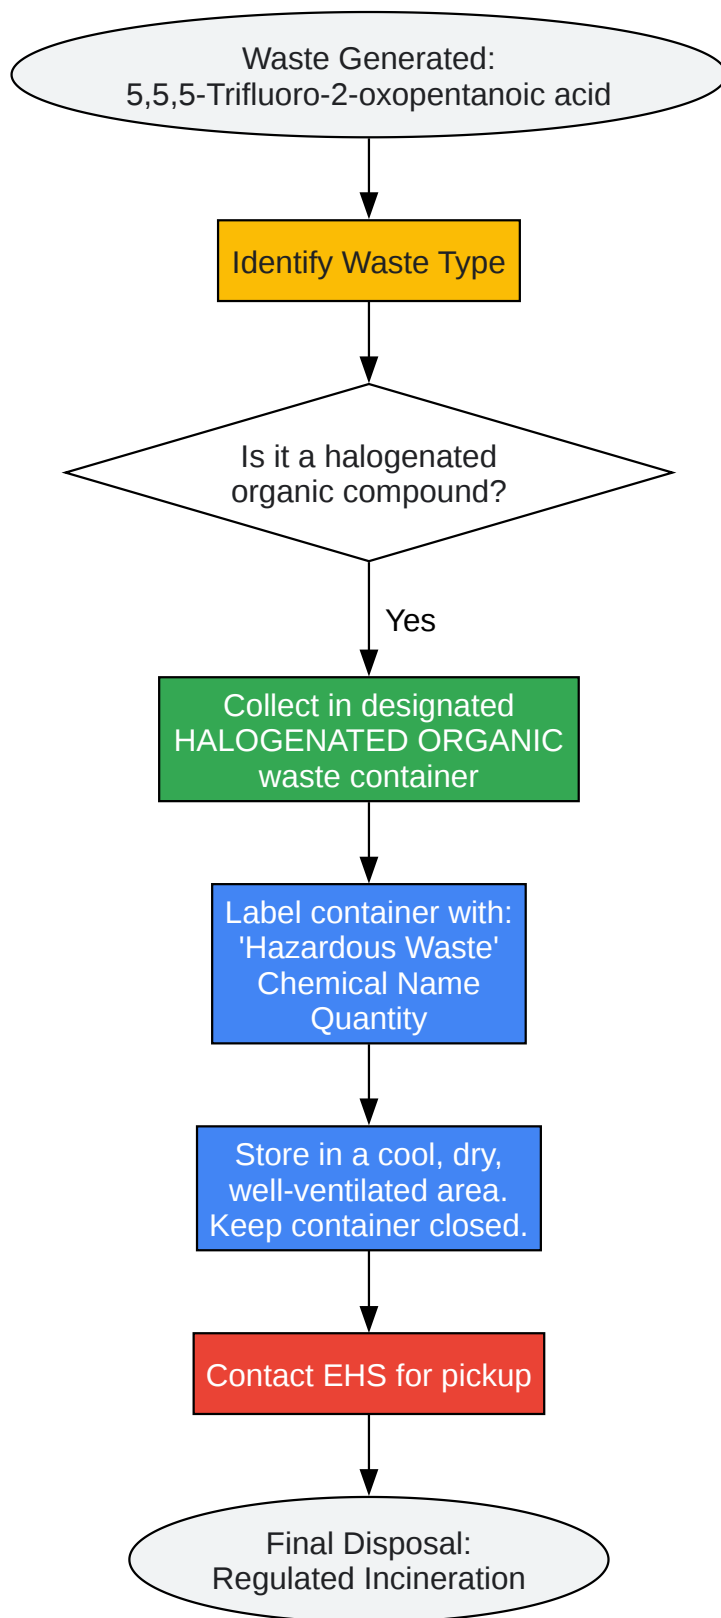 Waste Generated:
5,5,5-Trifluoro-2-oxopentanoic acid
Identify Waste Type
Is it a halogenated
organic compound?
Yes
Collect in designated
HALOGENATED ORGANIC
waste container
Label container with:
'Hazardous Waste'
Chemical Name
Quantity
Store in a cool, dry,
well-ventilated area.
Keep container closed.
Contact EHS for pickup
Final Disposal:
Regulated Incineration